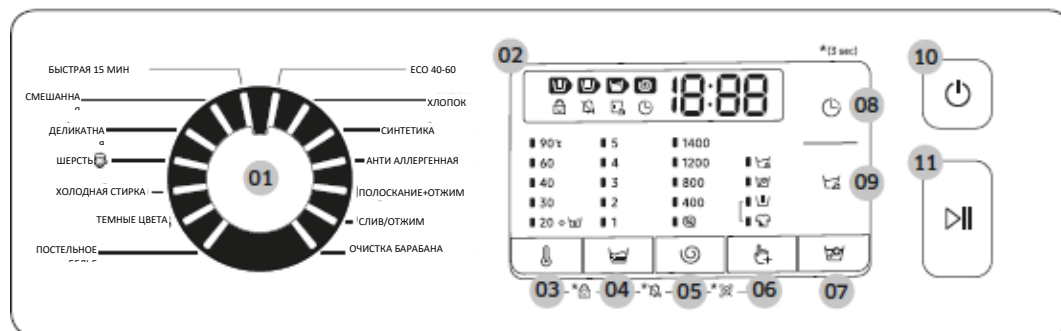 *(3 sec)
02
10
БЫСТРАЯ 15 МИН
ECO 40-60
18:88
СМЕШАННА
Я
ХЛОПОК
08
ДЕЛИКАТНА
Я
СИНТЕТИКА
90℃ 5 1400
ШЕРСТЬ
АНТИ АЛЛЕРГЕННАЯ
60 4 1200
11
01
40 3 800
09
ХОЛОДНАЯ СТИРКА
ПОЛОСКАНИЕ+ОТЖИМ
30 2 400
ТЕМНЫЕ ЦВЕТА
СЛИВ/ОТЖИМ
20 1
ПОСТЕЛЬНОЕ
ОЧИСТКА БАРАБАНА
03 * 04 * 05 * 06 07